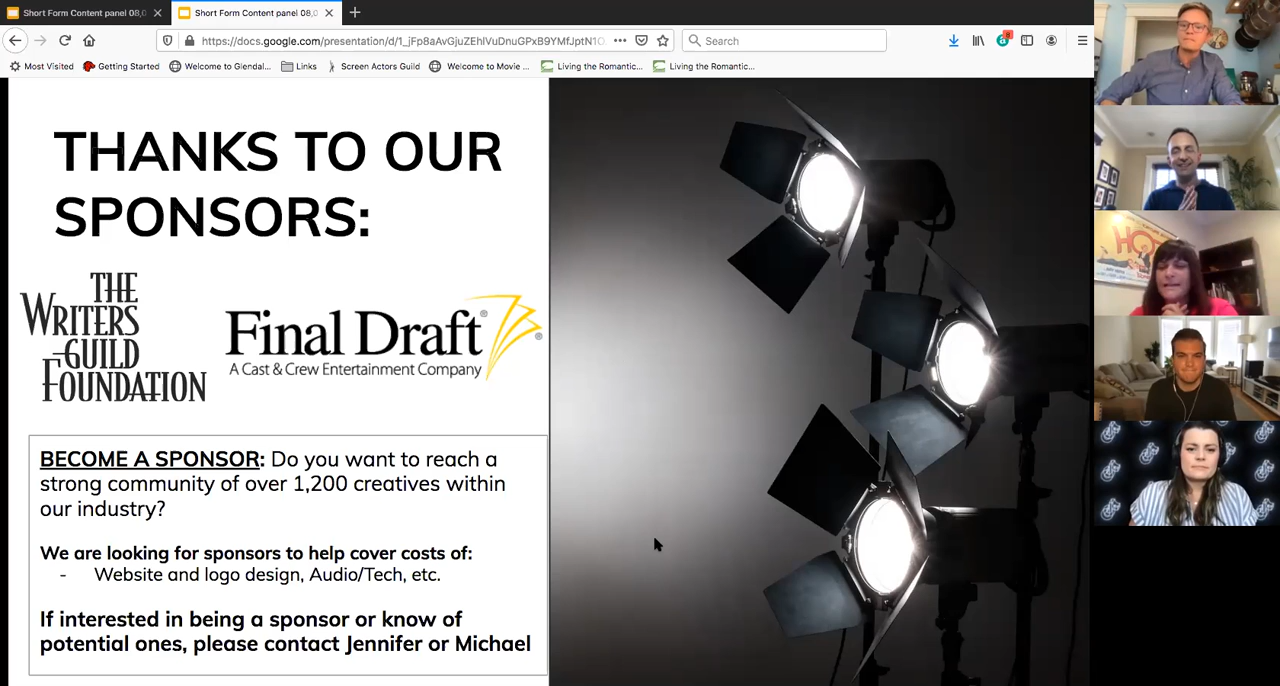 Short Form Content panel 08.0
Short Form Content panel 08.0
https://docs.google.com/presentation/d/1_jFp8aAvGjuZEhlYuDnuGPxB9YMfJptN1O
Search
8
Most Visited
Getting Started
Welcome to Glendal...
Links
Screen Actors Guild
Welcome to Movie ...
Living the Romantic...
Living the Romantic...
THANKS TO OUR
SPONSORS:
THE
WRITERS
GUILD
FOUNDATION
Final Draft®
®
A Cast & Crew Entertainment Company
BECOME A SPONSOR: Do you want to reach a
strong community of over 1,200 creatives within
our industry?
We are looking for sponsors to help cover costs of:
- Website and logo design, Audio/Tech, etc.
If interested in being a sponsor or know of
potential ones, please contact Jennifer or Michael
HOT